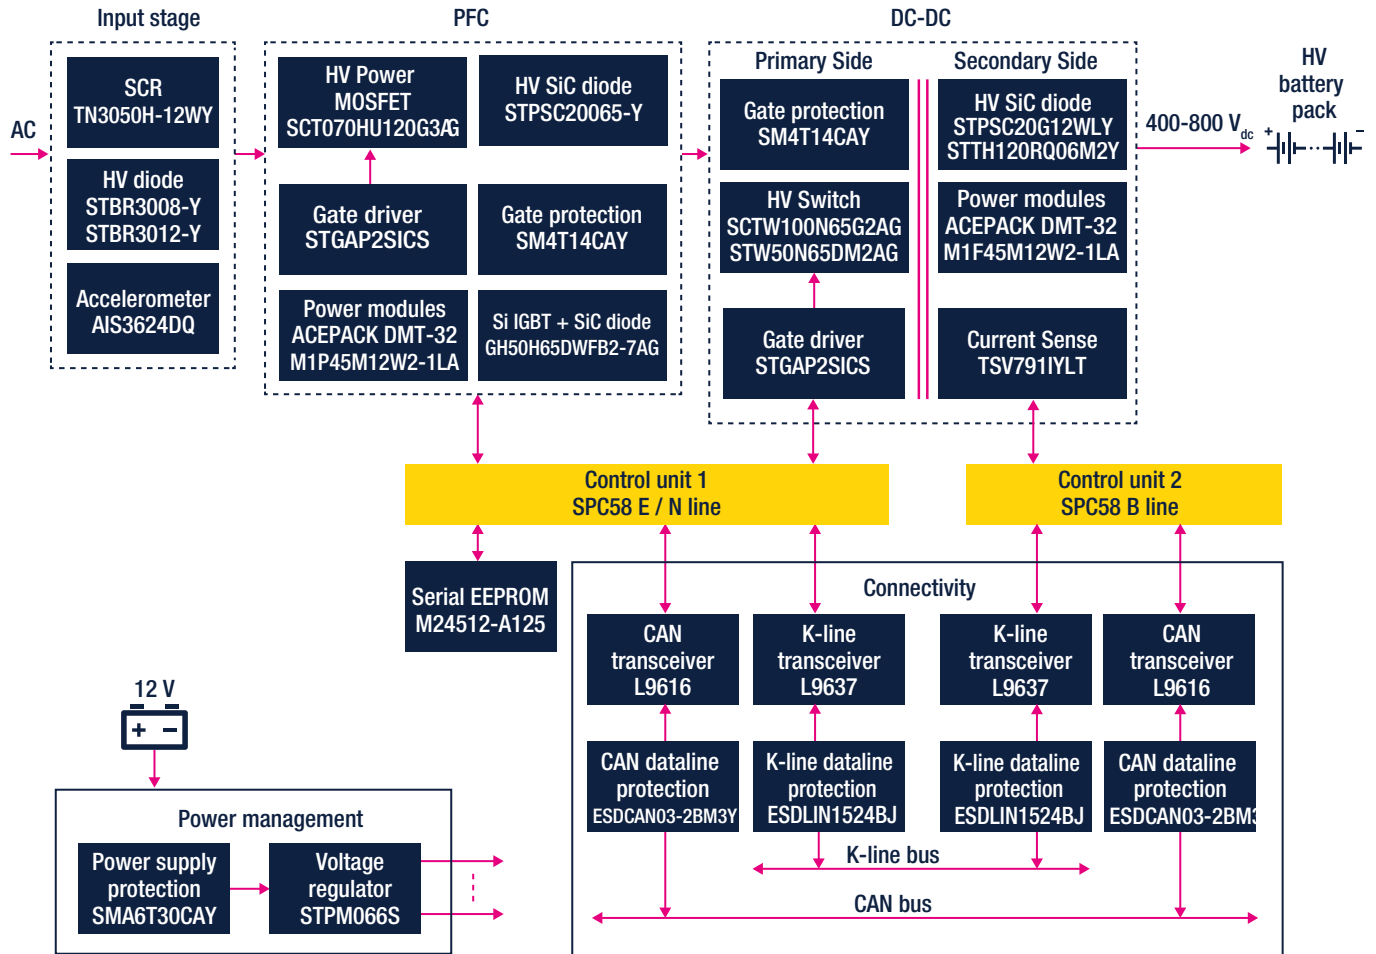 Input stage
PFC
DC-DC
AC
SCR
TN3050H-12WY
HV diode
STBR3008-Y
STBR3012-Y
Accelerometer
AIS3624DQ
HV Power
MOSFET
SCT070HU120G3AG
HV SiC diode
STPSC20065-Y
Gate driver
STGAP2SICS
Gate protection
SM4T14CAY
Power modules
ACEPACK DMT-32
M1P45M12W2-1LA
Si IGBT + SiC diode
GH50H65DWFB2-7AG
Primary Side
Gate protection
SM4T14CAY
HV Switch
SCTW100N65G2AG
STW50N65DM2AG
Gate driver
STGAP2SICS
Secondary Side
HV SiC diode
STPSC20G12WLY
STTH120RQ06M2Y
Power modules
ACEPACK DMT-32
M1F45M12W2-1LA
Current Sense
TSV791IYLT
400-800 Vdc
HV
battery
pack
+ −
Control unit 1
SPC58 E / N line
Control unit 2
SPC58 B line
Serial EEPROM
M24512-A125
Connectivity
CAN
transceiver
L9616
K-line
transceiver
L9637
K-line
transceiver
L9637
CAN
transceiver
L9616
CAN dataline
protection
ESDCAN03-2BM3Y
K-line dataline
protection
ESDLIN1524BJ
K-line dataline
protection
ESDLIN1524BJ
CAN dataline
protection
ESDCAN03-2BM3
K-line bus
CAN bus
12 V
+ −
Power management
Power supply
protection
SMA6T30CAY
Voltage
regulator
STPM066S